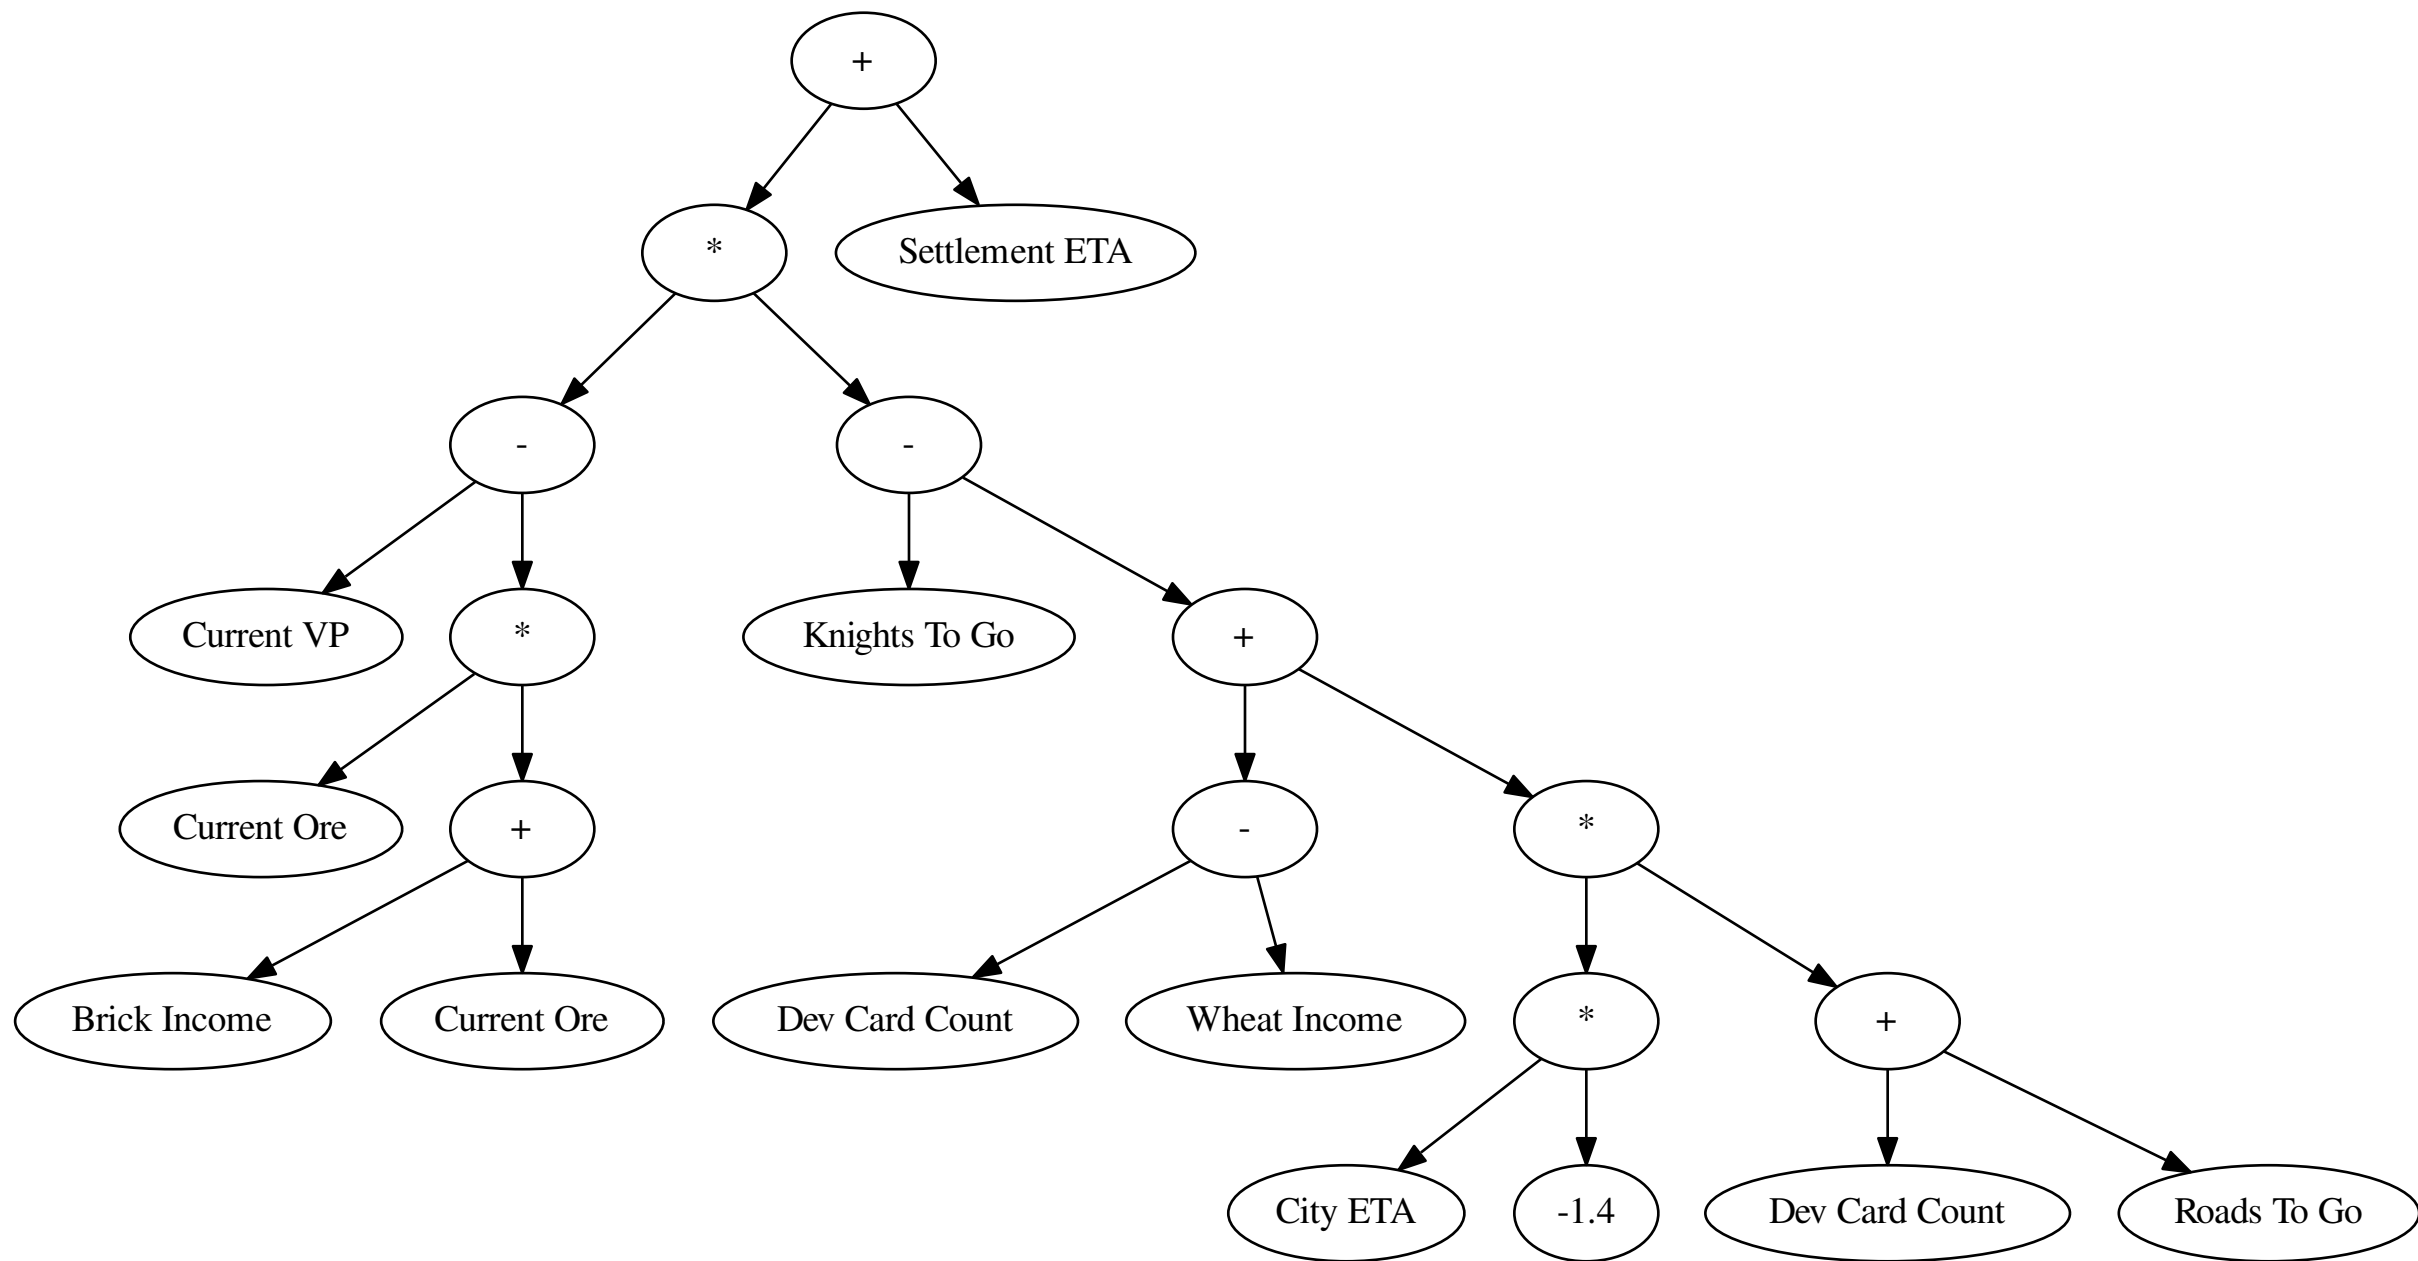 +
*
Settlement ETA
-
-
Current VP
*
Knights To Go
+
Current Ore
+
-
*
Brick Income
Current Ore
Dev Card Count
Wheat Income
*
+
City ETA
-1.4
Dev Card Count
Roads To Go